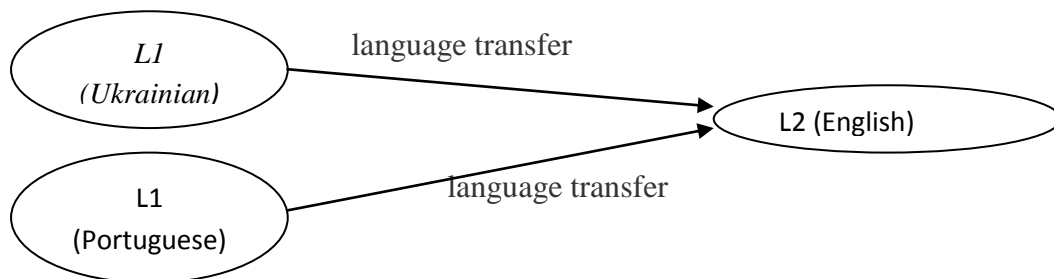 L1
(Ukrainian)
language transfer
L2 (English)
L1
(Portuguese)
language transfer